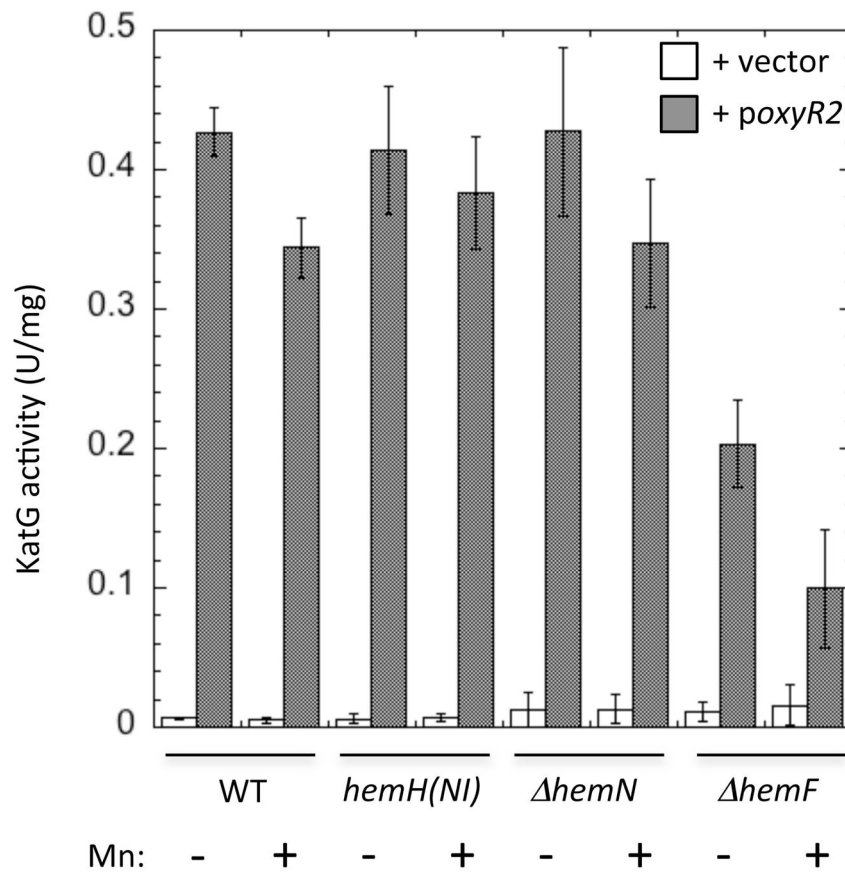 0.5
+ vector
+ poxyR2
0.4
0.3
0.2
0.1
0
KatG activity (U/mg)
WT hemH(NI) ΔhemN ΔhemF
Mn: - + - + - + - +